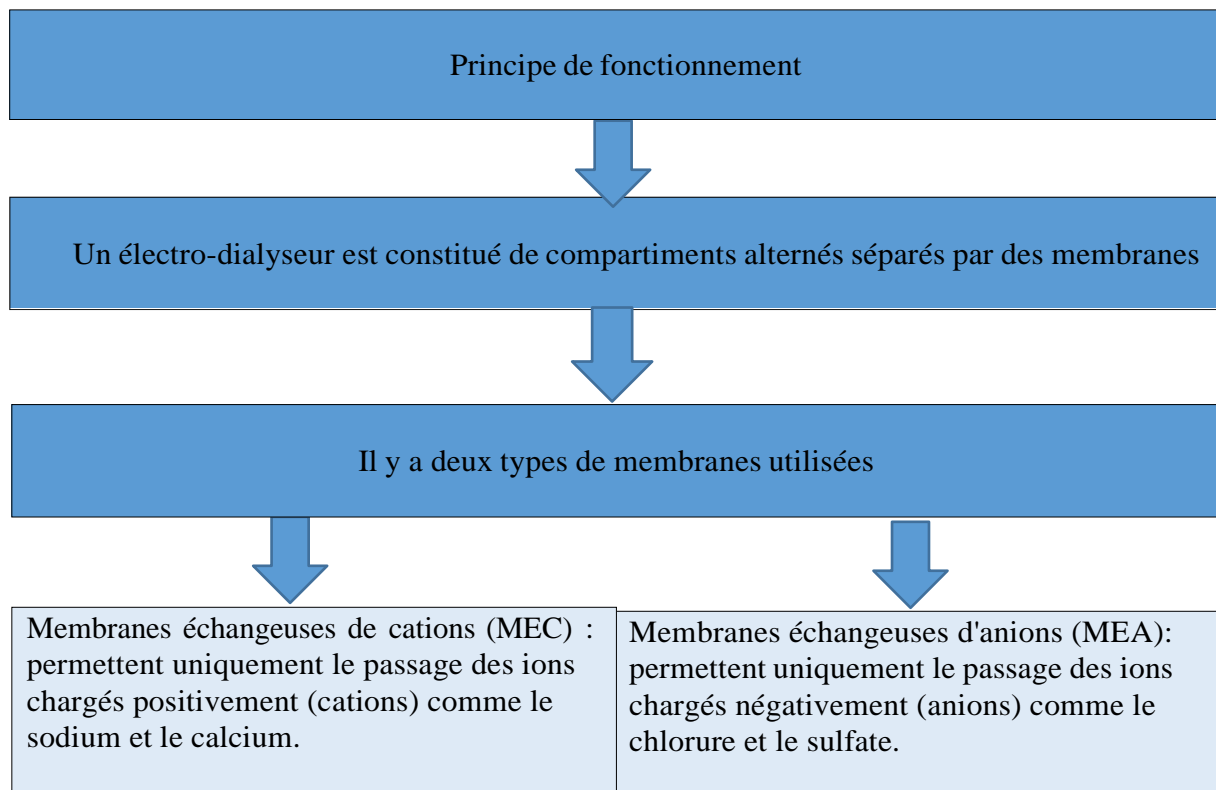 Principe de fonctionnement
Un électro-dialyseur est constitué de compartiments alternés séparés par des membranes
Il y a deux types de membranes utilisées
Membranes échangeuses de cations (MEC) :
permettent uniquement le passage des ions
chargés positivement (cations) comme le
sodium et le calcium.
Membranes échangeuses d'anions (MEA):
permettent uniquement le passage des ions
chargés négativement (anions) comme le
chlorure et le sulfate.